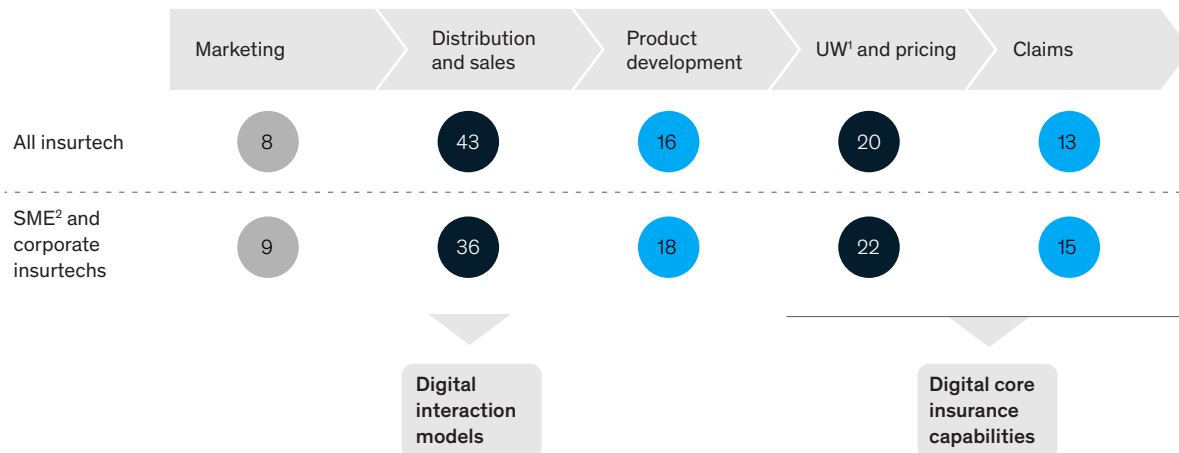 Marketing
Distribution
and sales
Product
development
UW¹ and pricing
Claims
All insurtech
8
43
16
20
13
SME² and
corporate
insurtechs
9
36
18
22
15
Digital
interaction
models
Digital core
insurance
capabilities